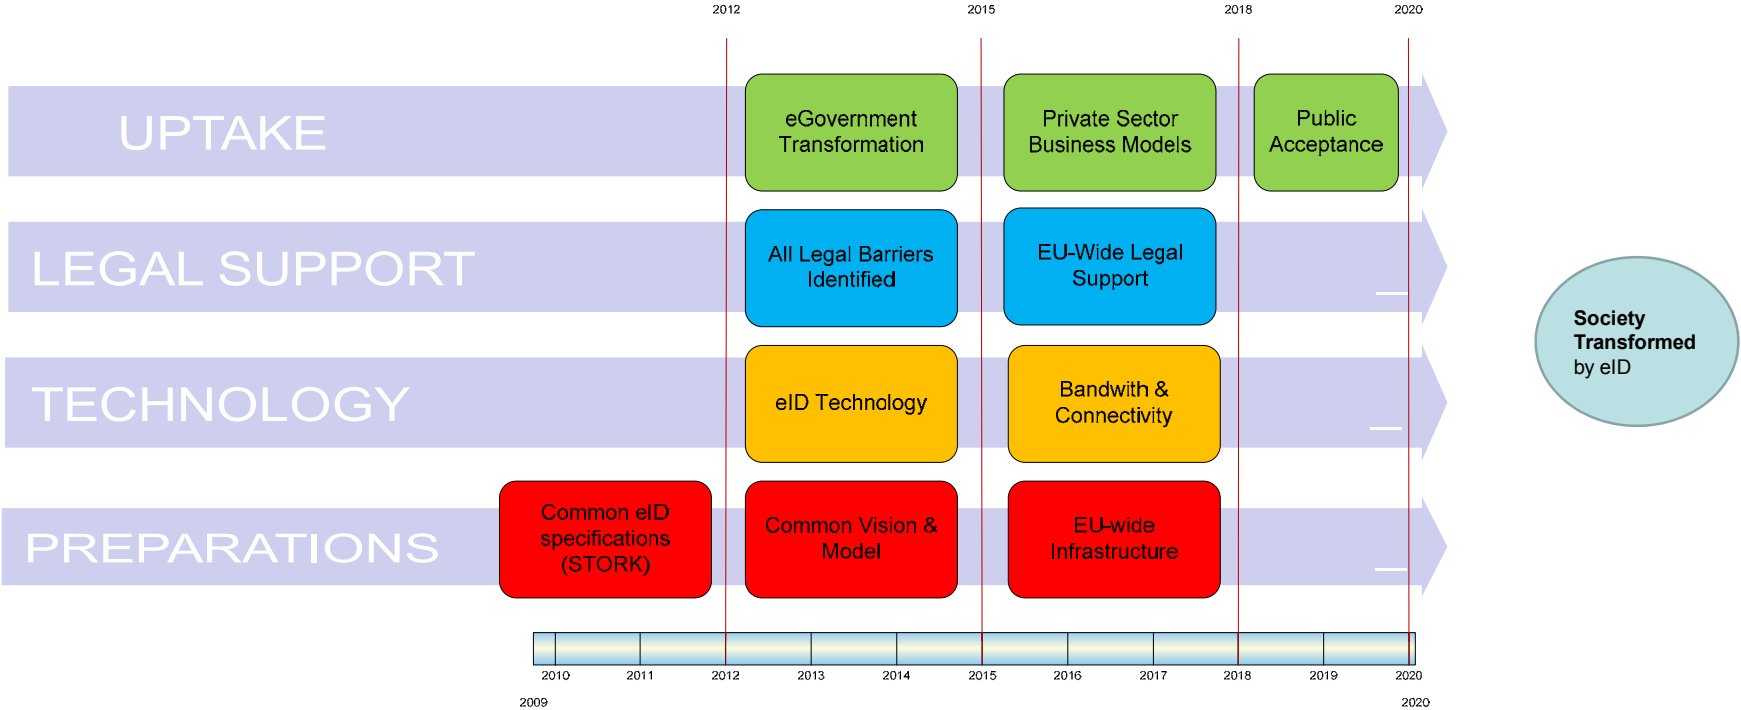 2012
2015
2018
2020
UPTAKE
eGovernment
Transformation
Private Sector
Business Models
Public
Acceptance
LEGAL SUPPORT
All Legal Barriers
Identified
EU-Wide Legal
Support
TECHNOLOGY
eID Technology
Bandwith &
Connectivity
PREPARATIONS
Common eID
specifications
(STORK)
Common Vision &
Model
EU-wide
Infrastructure
Society
Transformed
by eID
2010
2011
2012
2013
2014
2015
2016
2017
2018
2019
2020
2009
2020